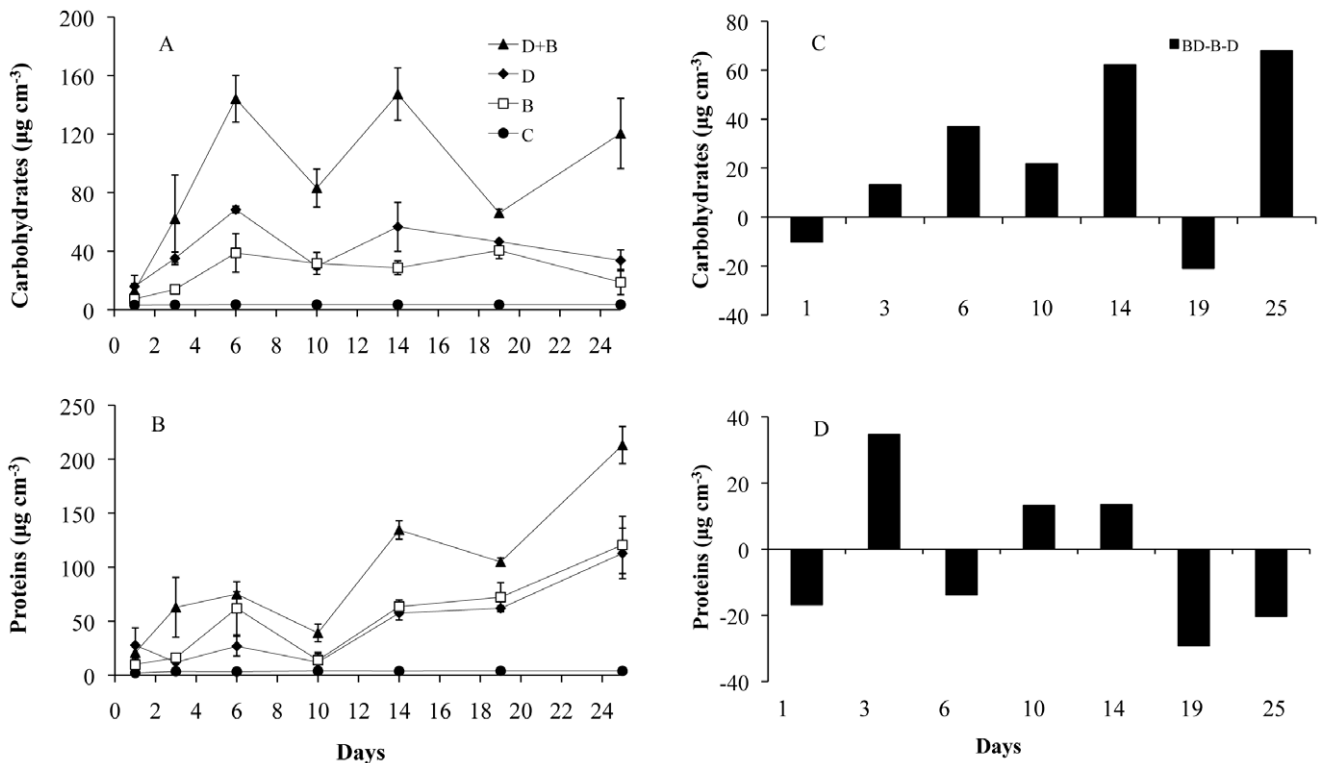 A
Carbohydrates (µg cm-3)
200
160
120
80
40
0
D+B
D
B
C
0 2 4 6 8 10 12 14 16 18 20 22 24
C
Carbohydrates (µg cm-3)
80
60
40
20
0
-20
-40
BD-B-D
1 3 6 10 14 19 25
B
Proteins (µg cm-3)
250
200
150
100
50
0
0 2 4 6 8 10 12 14 16 18 20 22 24
Days
D
Proteins (µg cm-3)
40
20
0
-20
-40
1 3 6 10 14 19 25
Days